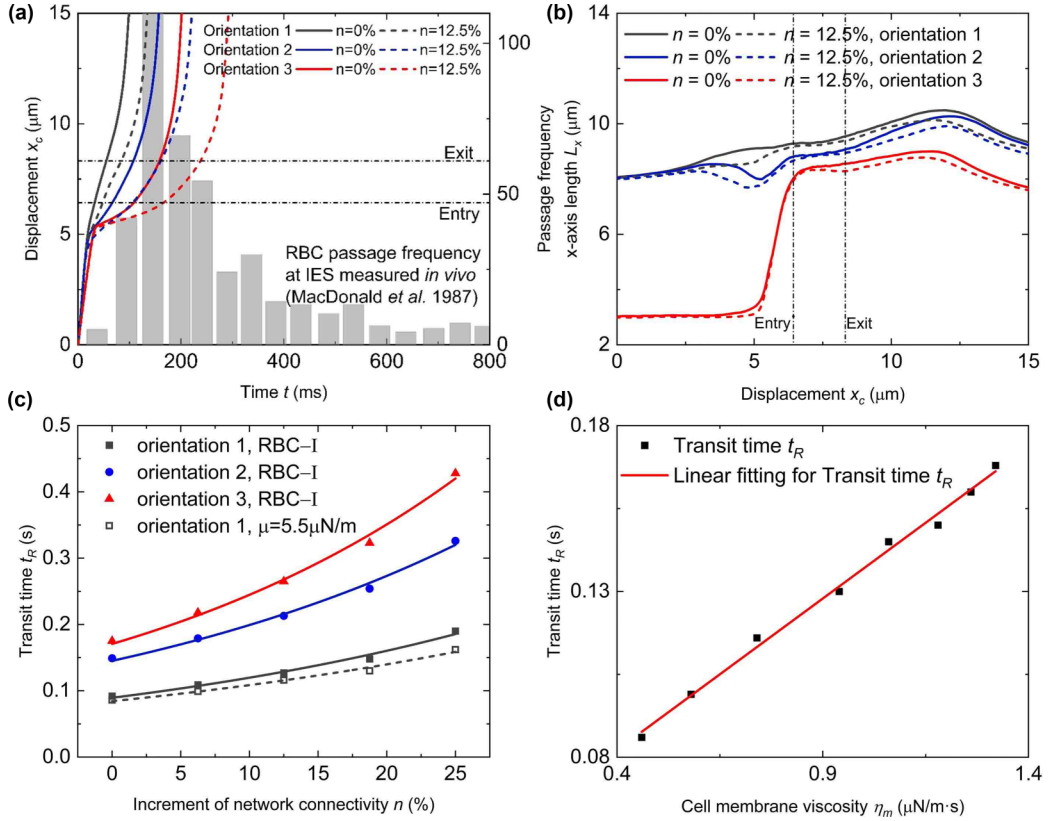 (a)
15
10
5
0
Displacement x_c (μm)
Orientation 1 n=0% n=12.5%
Orientation 2 n=0% n=12.5%
Orientation 3 n=0% n=12.5%
Exit
Entry
RBC passage frequency
at IES measured in vivo
(MacDonald et al. 1987)
100
50
0
Passage frequency
0 200 400 600 800
Time t (ms)
(b)
14
10
6
2
x-axis length L_x (μm)
n = 0% n = 12.5%, orientation 1
n = 0% n = 12.5%, orientation 2
n = 0% n = 12.5%, orientation 3
Entry Exit
0 5 10 15
Displacement x_c (μm)
(c)
0.5
0.4
0.3
0.2
0.1
0.0
Transit time t_R (s)
orientation 1, RBC–I
orientation 2, RBC–I
orientation 3, RBC–I
orientation 1, μ=5.5μN/m
0 5 10 15 20 25
Increment of network connectivity n (%)
(d)
0.18
0.13
0.08
Transit time t_R (s)
Transit time t_R
Linear fitting for Transit time t_R
0.4 0.9 1.4
Cell membrane viscosity η_m (μN/m·s)